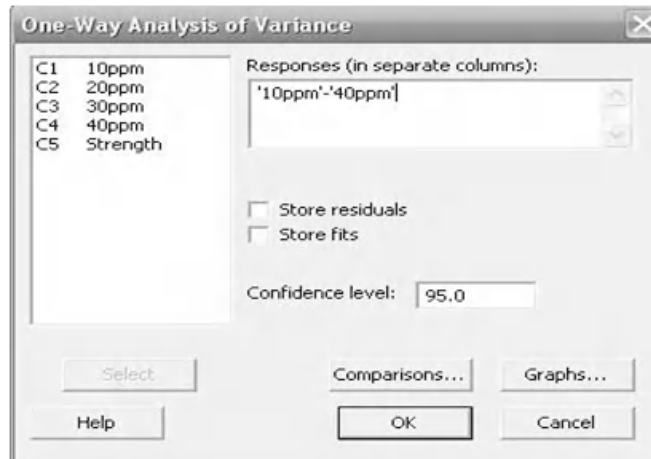 One-Way Analysis of Variance
C1 10ppm
C2 20ppm
C3 30ppm
C4 40ppm
C5 Strength
Responses (in separate columns):
'10ppm'-'40ppm'
Store residuals
Store fits
Confidence level: 95.0
Select
Comparisons...
Graphs...
Help
OK
Cancel